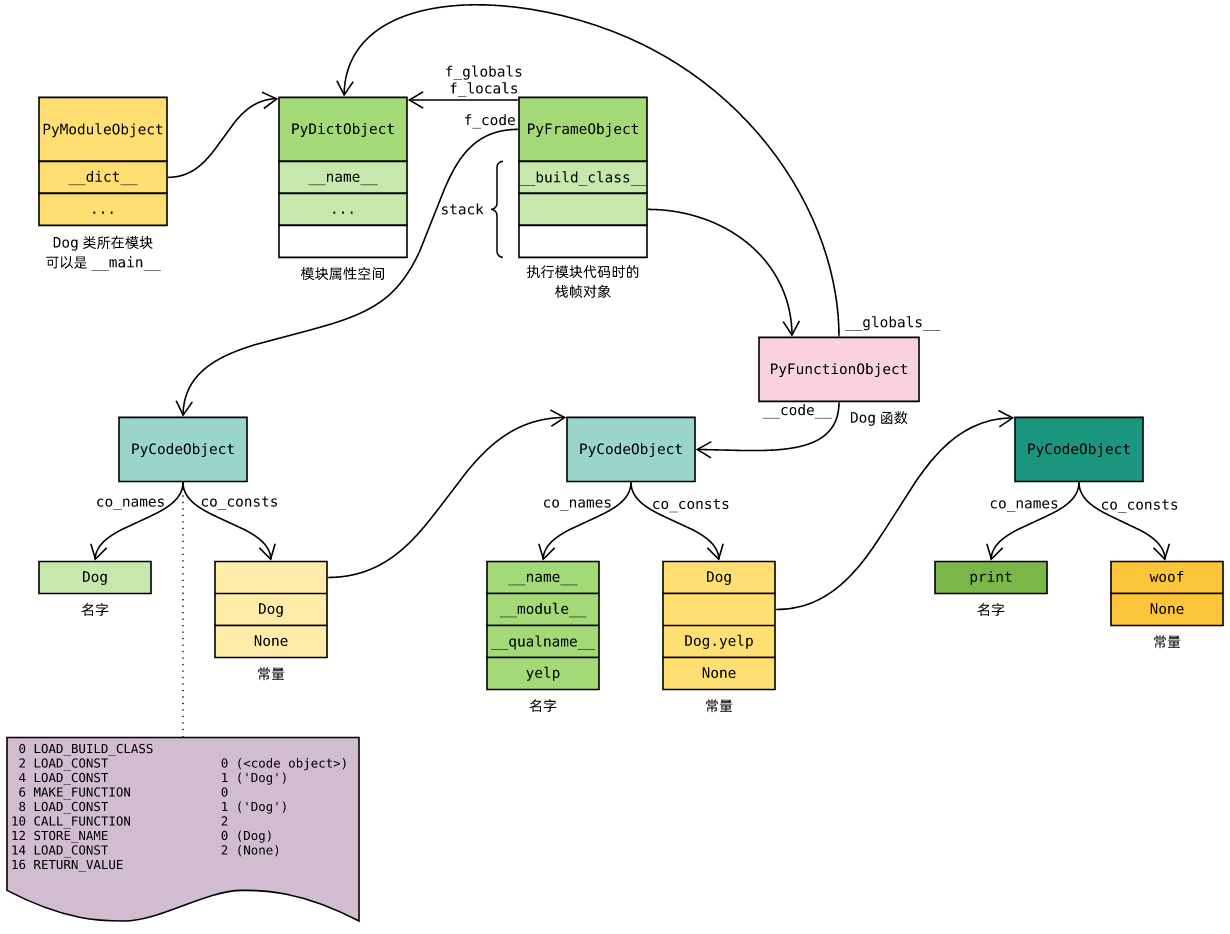 f_globals
f_locals
PyModuleObject
__dict__
...
Dog 类所在模块
可以是 __main__
PyDictObject
__name__
...
模块属性空间
f_code
stack
PyFrameObject
__build_class__
执行模块代码时的
栈帧对象
__globals__
PyFunctionObject
__code__
Dog 函数
PyCodeObject
co_names
co_consts
Dog
名字
Dog
None
常量
PyCodeObject
co_names
co_consts
__name__
__module__
__qualname__
yelp
名字
Dog
Dog.yelp
None
常量
PyCodeObject
co_names
co_consts
print
名字
woof
None
常量
0 LOAD_BUILD_CLASS
2 LOAD_CONST 0 (<code object>)
4 LOAD_CONST 1 ('Dog')
6 MAKE_FUNCTION 0
8 LOAD_CONST 1 ('Dog')
10 CALL_FUNCTION 2
12 STORE_NAME 0 (Dog)
14 LOAD_CONST 2 (None)
16 RETURN_VALUE